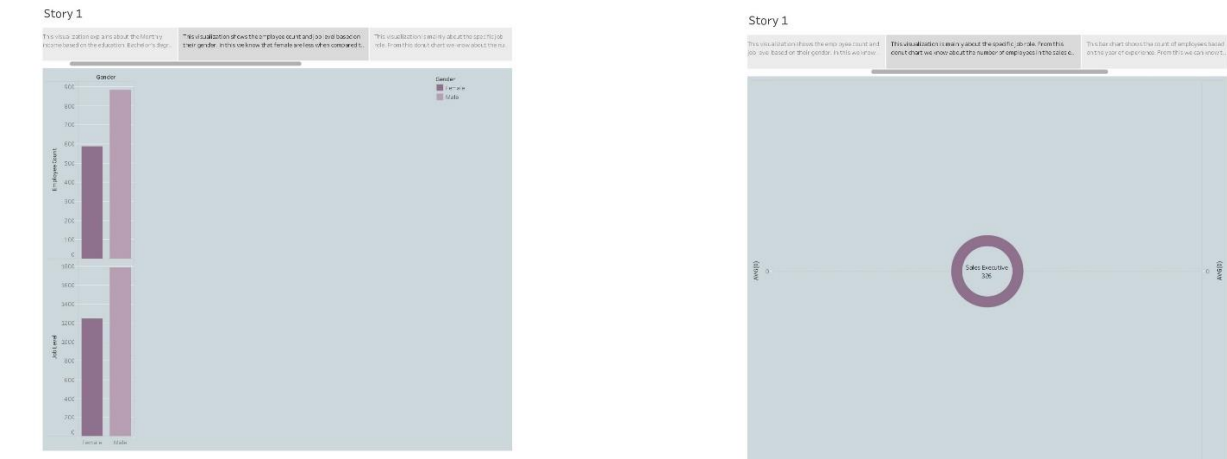 Story 1
This visualization explains about the Monthly
income based on the education. Bachelor's degr..
This visualization shows the employee count and job level based on
their gender. In this we know that female are less when compared t...
This visualization is mainly about the specific job
role. From this donut chart we know about the nu..
Gender
900
800
700
600
500
400
300
200
100
0
Employee Count
1800
1600
1400
1200
1000
800
600
400
200
0
Job Level
Female
Male
Gender
Female
Male
Story 1
This visualization shows the employee count and
job level based on their gender. In this we know
This visualization is mainly about the specific job role. From this
donut chart we know about the number of employees in the sales e..
This bar chart shows the count of employees based
on the year of experience. From this we can know t..
AVG(0)
0
Sales Executive
326
0
AVG(0)